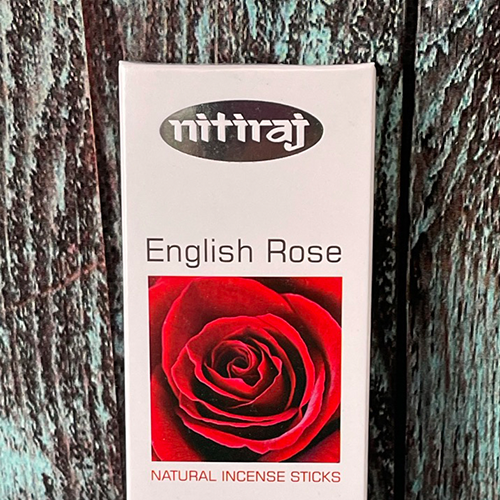 nitiraj
English Rose
NATURAL INCENSE STICKS